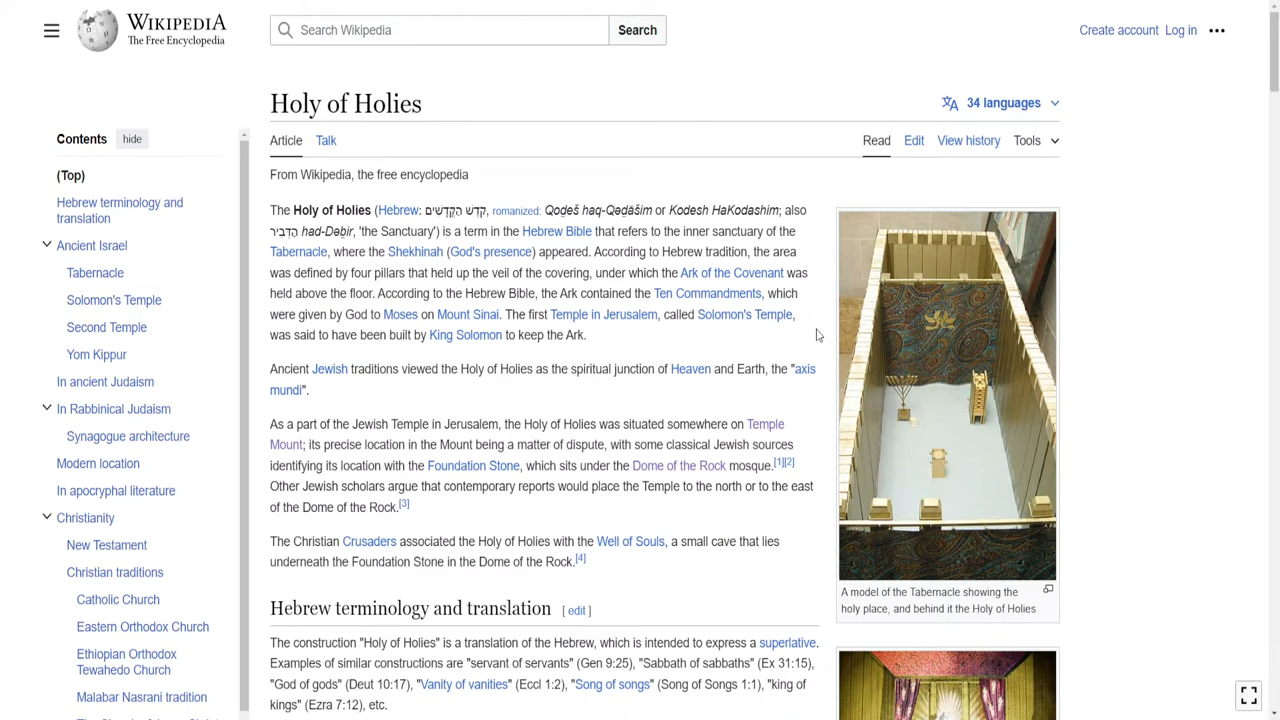 WIKIPEDIA
The Free Encyclopedia
Search Wikipedia
Search
Create account Log in
Contents hide
(Top)
Hebrew terminology and
translation
Ancient Israel
Tabernacle
Solomon's Temple
Second Temple
Yom Kippur
In ancient Judaism
In Rabbinical Judaism
Synagogue architecture
Modern location
In apocryphal literature
Christianity
New Testament
Christian traditions
Catholic Church
Eastern Orthodox Church
Ethiopian Orthodox
Tewahedo Church
Malabar Nasrani tradition
Holy of Holies
34 languages
Article Talk
Read Edit View history Tools
From Wikipedia, the free encyclopedia
The Holy of Holies (Hebrew: קֹדֶשׁ הַקֳּדָשִׁים, romanized: Qoḏeš haq-Qəḏāšim or Kodesh HaKodashim; also
הַדְּבִיר had-Dəḇir, 'the Sanctuary') is a term in the Hebrew Bible that refers to the inner sanctuary of the
Tabernacle, where the Shekhinah (God's presence) appeared. According to Hebrew tradition, the area
was defined by four pillars that held up the veil of the covering, under which the Ark of the Covenant was
held above the floor. According to the Hebrew Bible, the Ark contained the Ten Commandments, which
were given by God to Moses on Mount Sinai. The first Temple in Jerusalem, called Solomon's Temple,
was said to have been built by King Solomon to keep the Ark.
Ancient Jewish traditions viewed the Holy of Holies as the spiritual junction of Heaven and Earth, the "axis
mundi".
As a part of the Jewish Temple in Jerusalem, the Holy of Holies was situated somewhere on Temple
Mount; its precise location in the Mount being a matter of dispute, with some classical Jewish sources
identifying its location with the Foundation Stone, which sits under the Dome of the Rock mosque.[1][2]
Other Jewish scholars argue that contemporary reports would place the Temple to the north or to the east
of the Dome of the Rock.[3]
The Christian Crusaders associated the Holy of Holies with the Well of Souls, a small cave that lies
underneath the Foundation Stone in the Dome of the Rock.[4]
Hebrew terminology and translation [ edit ]
The construction "Holy of Holies" is a translation of the Hebrew, which is intended to express a superlative.
Examples of similar constructions are "servant of servants" (Gen 9:25), "Sabbath of sabbaths" (Ex 31:15),
"God of gods" (Deut 10:17), "Vanity of vanities" (Eccl 1:2), "Song of songs" (Song of Songs 1:1), "king of
kings" (Ezra 7:12), etc.
A model of the Tabernacle showing the
holy place, and behind it the Holy of Holies